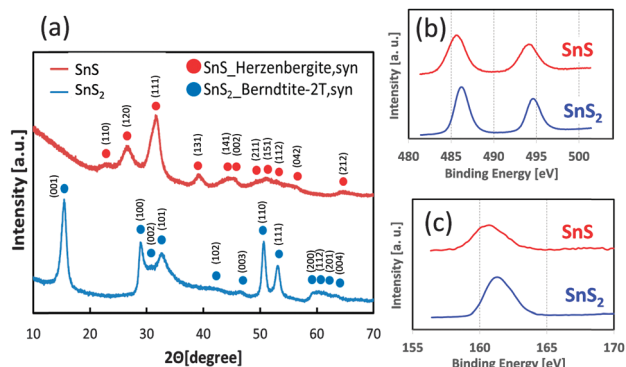 (a)
SnS
SnS2
SnS_Herzenbergite,syn
SnS2_Berndtite-2T,syn
(110)
(120)
(111)
(131)
(141)
(002)
(211)
(151)
(112)
(042)
(212)
(001)
(100)
(002)
(101)
(102)
(003)
(110)
(111)
(200)
(112)
(201)
(004)
Intensity [a.u.]
10 20 30 40 50 60 70
2Θ[degree]
(b)
SnS
SnS2
Intensity [a. u.]
480 485 490 495 500
Binding Energy [eV]
(c)
SnS
SnS2
Intensity [a. u.]
155 160 165 170
Binding Energy [eV]